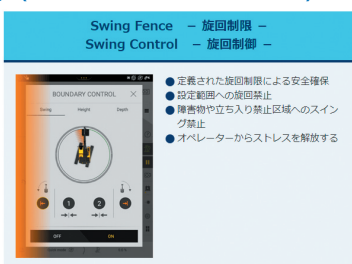 Swing Fence － 旋回制限 －
Swing Control － 旋回制御 －
BOUNDARY CONTROL ×
Swing Height Depth
1 2
OFF ON
●定義された旋回制限による安全確保
●設定範囲への旋回禁止
●障害物や立ち入り禁止区域へのスイン
グ禁止
●オペレーターからストレスを解放する